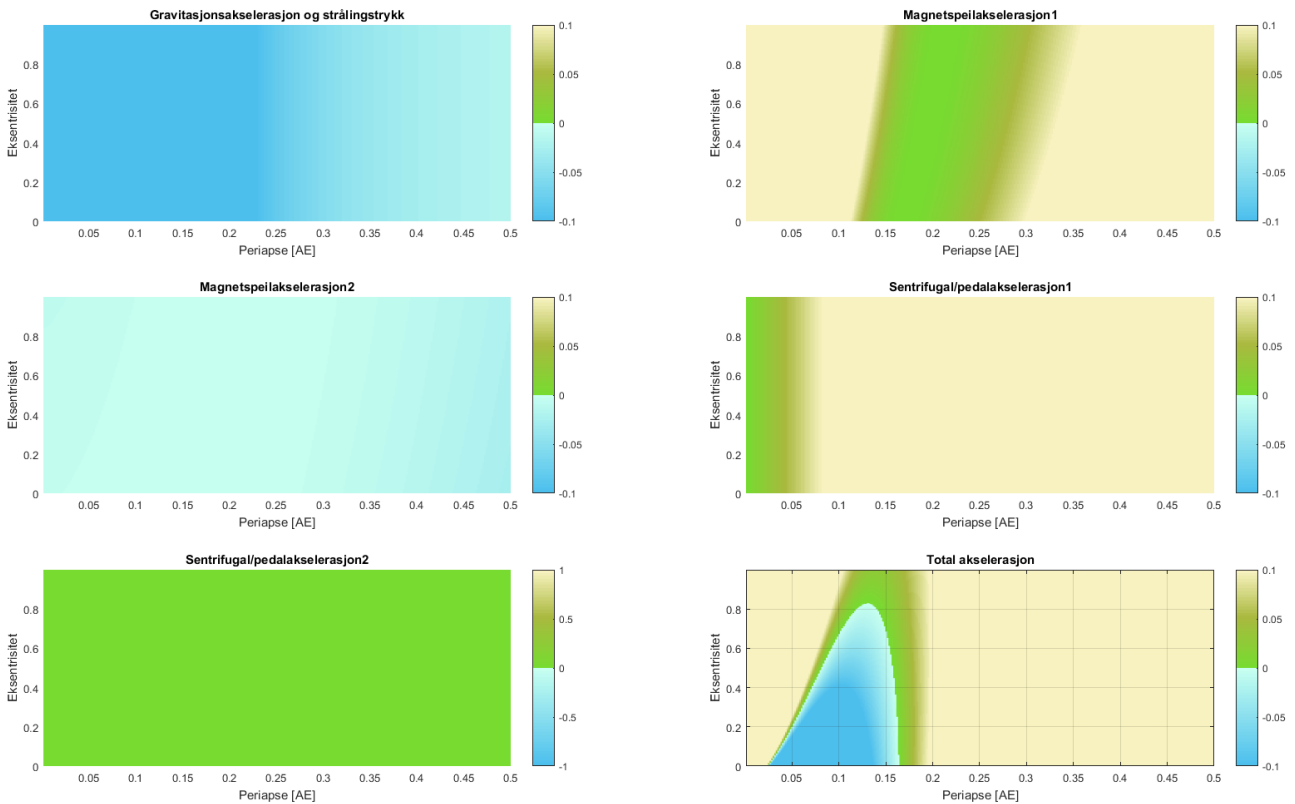 Gravitasjonsakselerasjon og strålingstrykk
Eksentrisitet
0.8
0.6
0.4
0.2
0
0.05 0.1 0.15 0.2 0.25 0.3 0.35 0.4 0.45 0.5
Periapse [AE]
0.1
0.05
0
-0.05
-0.1
Magnetspeilakselerasjon1
Eksentrisitet
0.8
0.6
0.4
0.2
0
0.05 0.1 0.15 0.2 0.25 0.3 0.35 0.4 0.45 0.5
Periapse [AE]
0.1
0.05
0
-0.05
-0.1
Magnetspeilakselerasjon2
Eksentrisitet
0.8
0.6
0.4
0.2
0
0.05 0.1 0.15 0.2 0.25 0.3 0.35 0.4 0.45 0.5
Periapse [AE]
0.1
0.05
0
-0.05
-0.1
Sentrifugal/pedalakselerasjon1
Eksentrisitet
0.8
0.6
0.4
0.2
0
0.05 0.1 0.15 0.2 0.25 0.3 0.35 0.4 0.45 0.5
Periapse [AE]
0.1
0.05
0
-0.05
-0.1
Sentrifugal/pedalakselerasjon2
Eksentrisitet
0.8
0.6
0.4
0.2
0
0.05 0.1 0.15 0.2 0.25 0.3 0.35 0.4 0.45 0.5
Periapse [AE]
1
0.5
0
-0.5
-1
Total akselerasjon
Eksentrisitet
0.8
0.6
0.4
0.2
0
0.05 0.1 0.15 0.2 0.25 0.3 0.35 0.4 0.45 0.5
Periapse [AE]
0.1
0.05
0
-0.05
-0.1